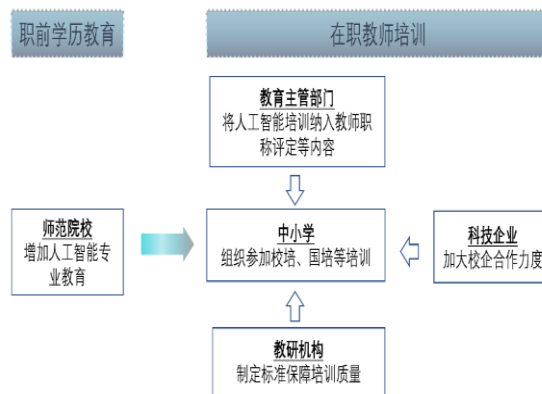 职前学历教育
在职教师培训
教育主管部门
将人工智能培训纳入教师职
称评定等内容
师范院校
增加人工智能专
业教育
中小学
组织参加校培、国培等培训
科技企业
加大校企合作力度
教研机构
制定标准保障培训质量